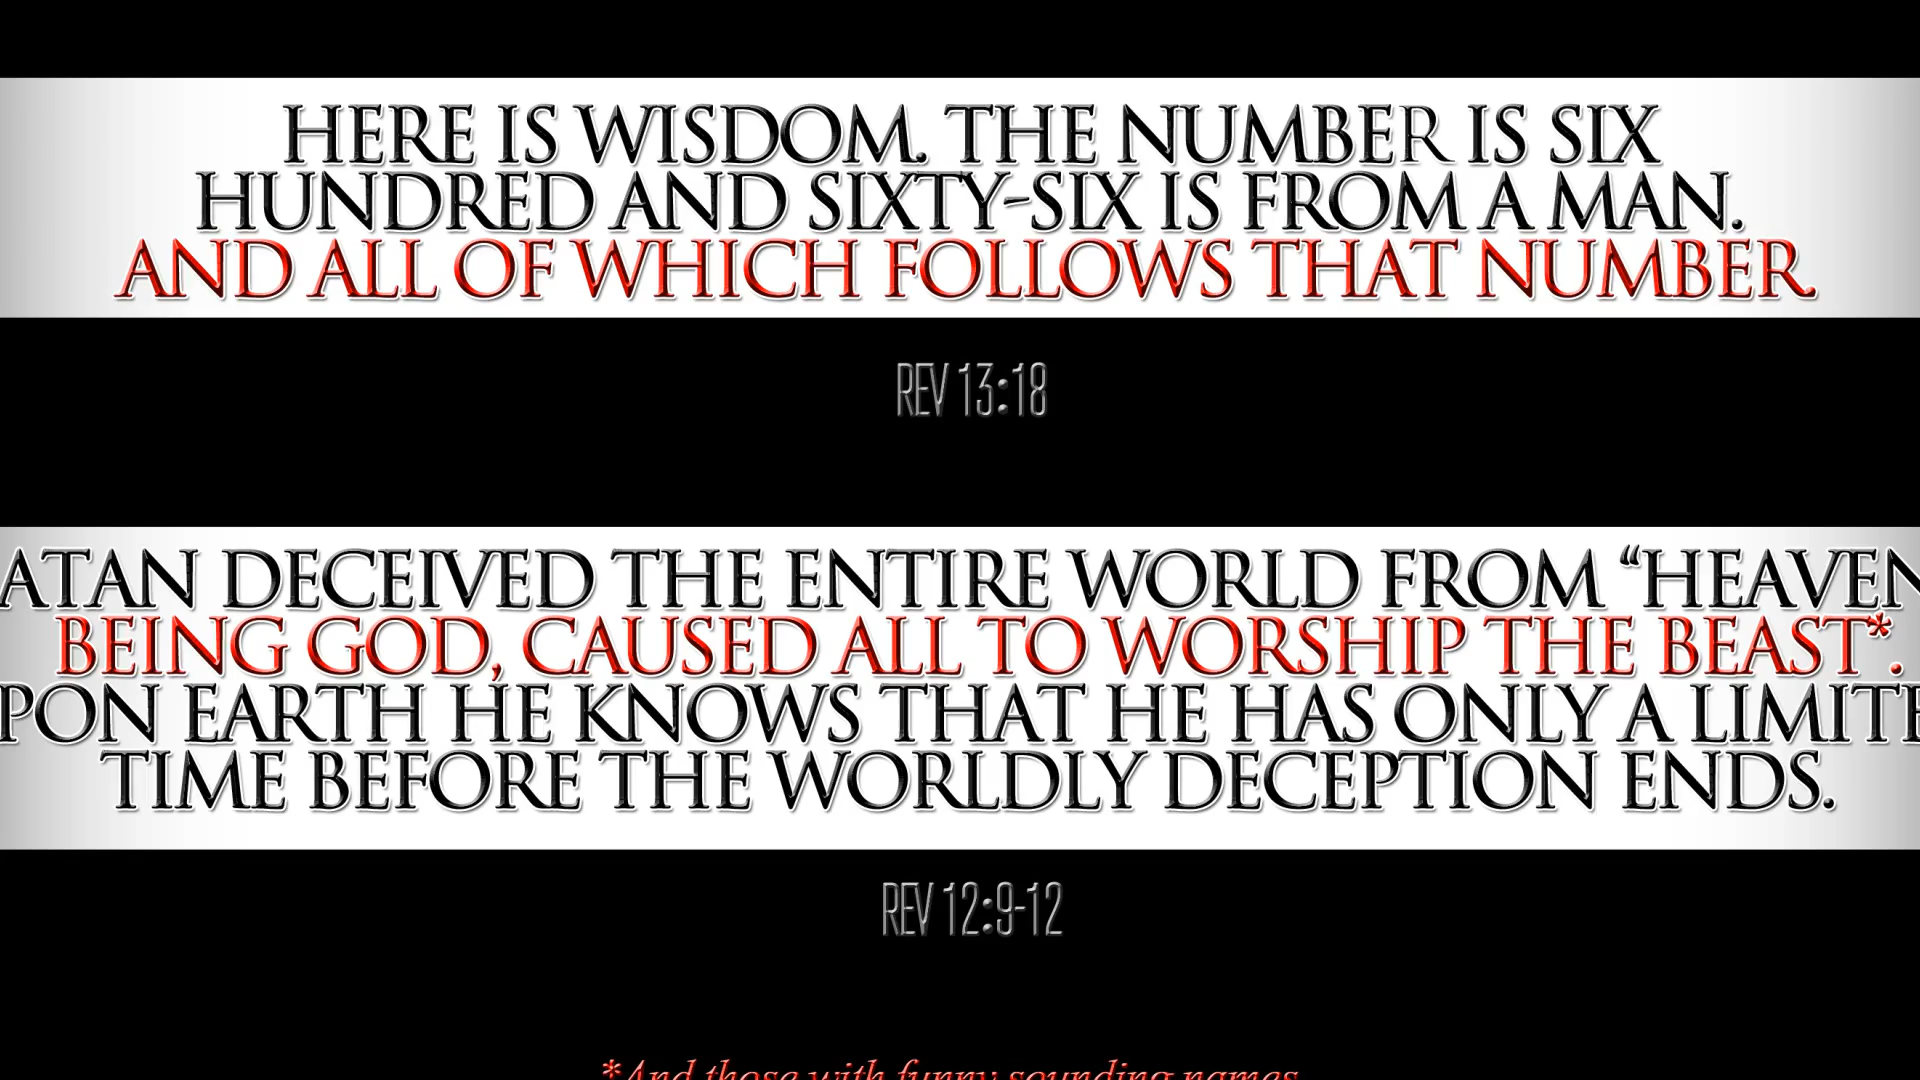 HERE IS WISDOM. THE NUMBER IS SIX
HUNDRED AND SIXTY-SIX IS FROM A MAN.
AND ALL OF WHICH FOLLOWS THAT NUMBER.
REV 13:18
ATAN DECEIVED THE ENTIRE WORLD FROM “HEAVEN
BEING GOD, CAUSED ALL TO WORSHIP THE BEAST*.
PON EARTH HE KNOWS THAT HE HAS ONLY A LIMITE
TIME BEFORE THE WORLDLY DECEPTION ENDS.
REV 12:9-12
*And those with funny sounding names